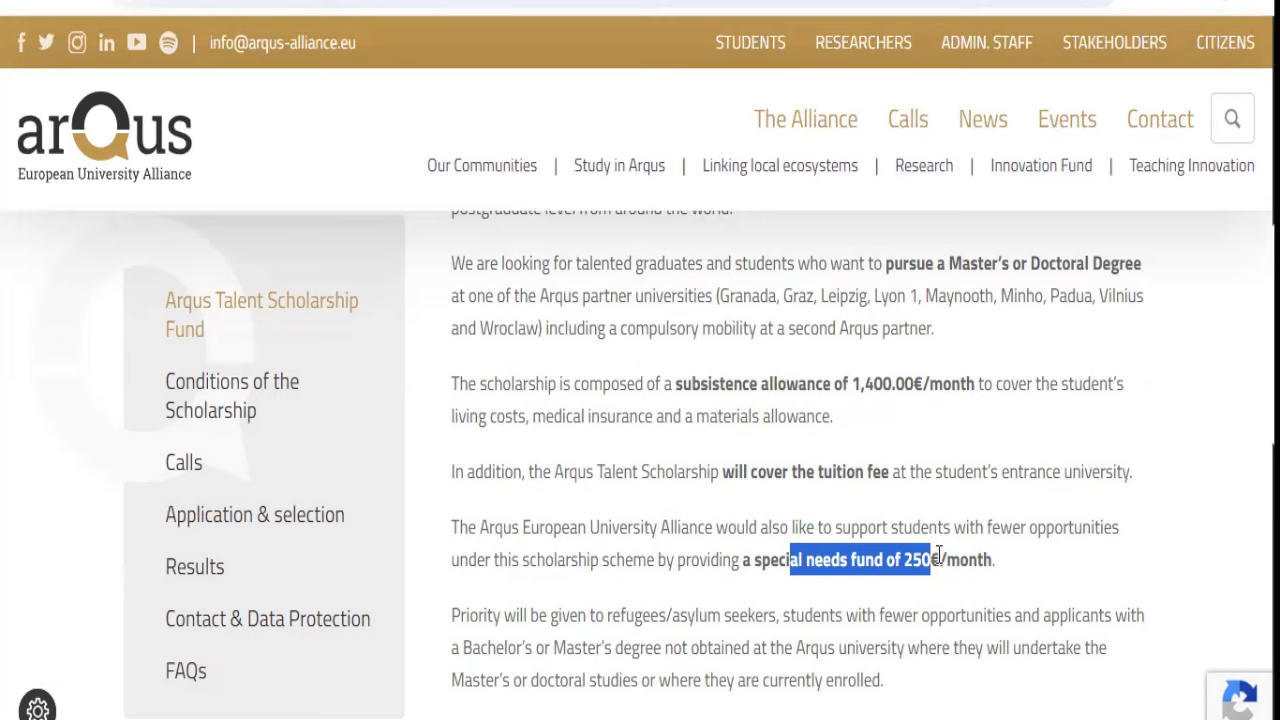 info@arqus-alliance.eu
STUDENTS RESEARCHERS ADMIN. STAFF STAKEHOLDERS CITIZENS
arQus
European University Alliance
The Alliance Calls News Events Contact
Our Communities | Study in Arqus | Linking local ecosystems | Research | Innovation Fund | Teaching Innovation
Arqus Talent Scholarship
Fund
Conditions of the
Scholarship
Calls
Application & selection
Results
Contact & Data Protection
FAQs
postgraduate level from around the world.
We are looking for talented graduates and students who want to pursue a Master's or Doctoral Degree
at one of the Arqus partner universities (Granada, Graz, Leipzig, Lyon 1, Maynooth, Minho, Padua, Vilnius
and Wroclaw) including a compulsory mobility at a second Arqus partner.
The scholarship is composed of a subsistence allowance of 1,400.00€/month to cover the student's
living costs, medical insurance and a materials allowance.
In addition, the Arqus Talent Scholarship will cover the tuition fee at the student's entrance university.
The Arqus European University Alliance would also like to support students with fewer opportunities
under this scholarship scheme by providing a special needs fund of 250€/month.
Priority will be given to refugees/asylum seekers, students with fewer opportunities and applicants with
a Bachelor's or Master's degree not obtained at the Arqus university where they will undertake the
Master's or doctoral studies or where they are currently enrolled.